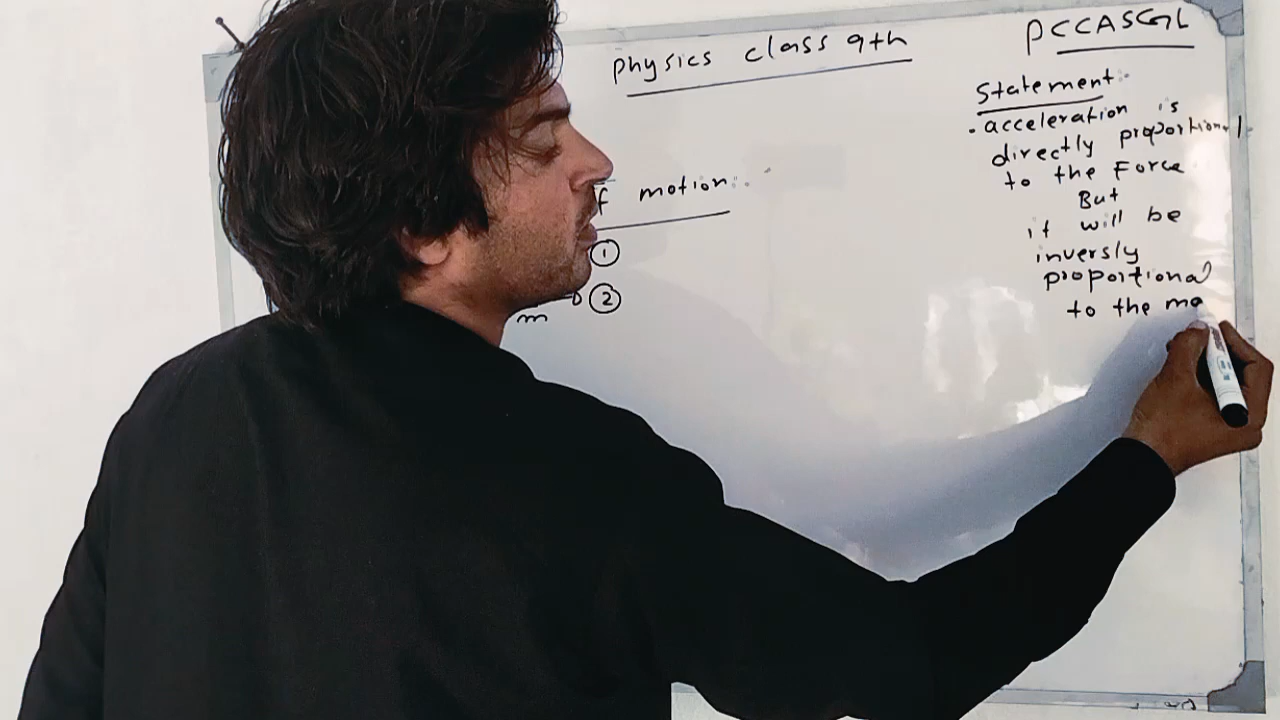 physics class 9th
PCCASGL
Statement:-
. acceleration is
directly proportional
to the Force
But
it will be
inversly
proportional
to the ma
f motion:-
①
②
m